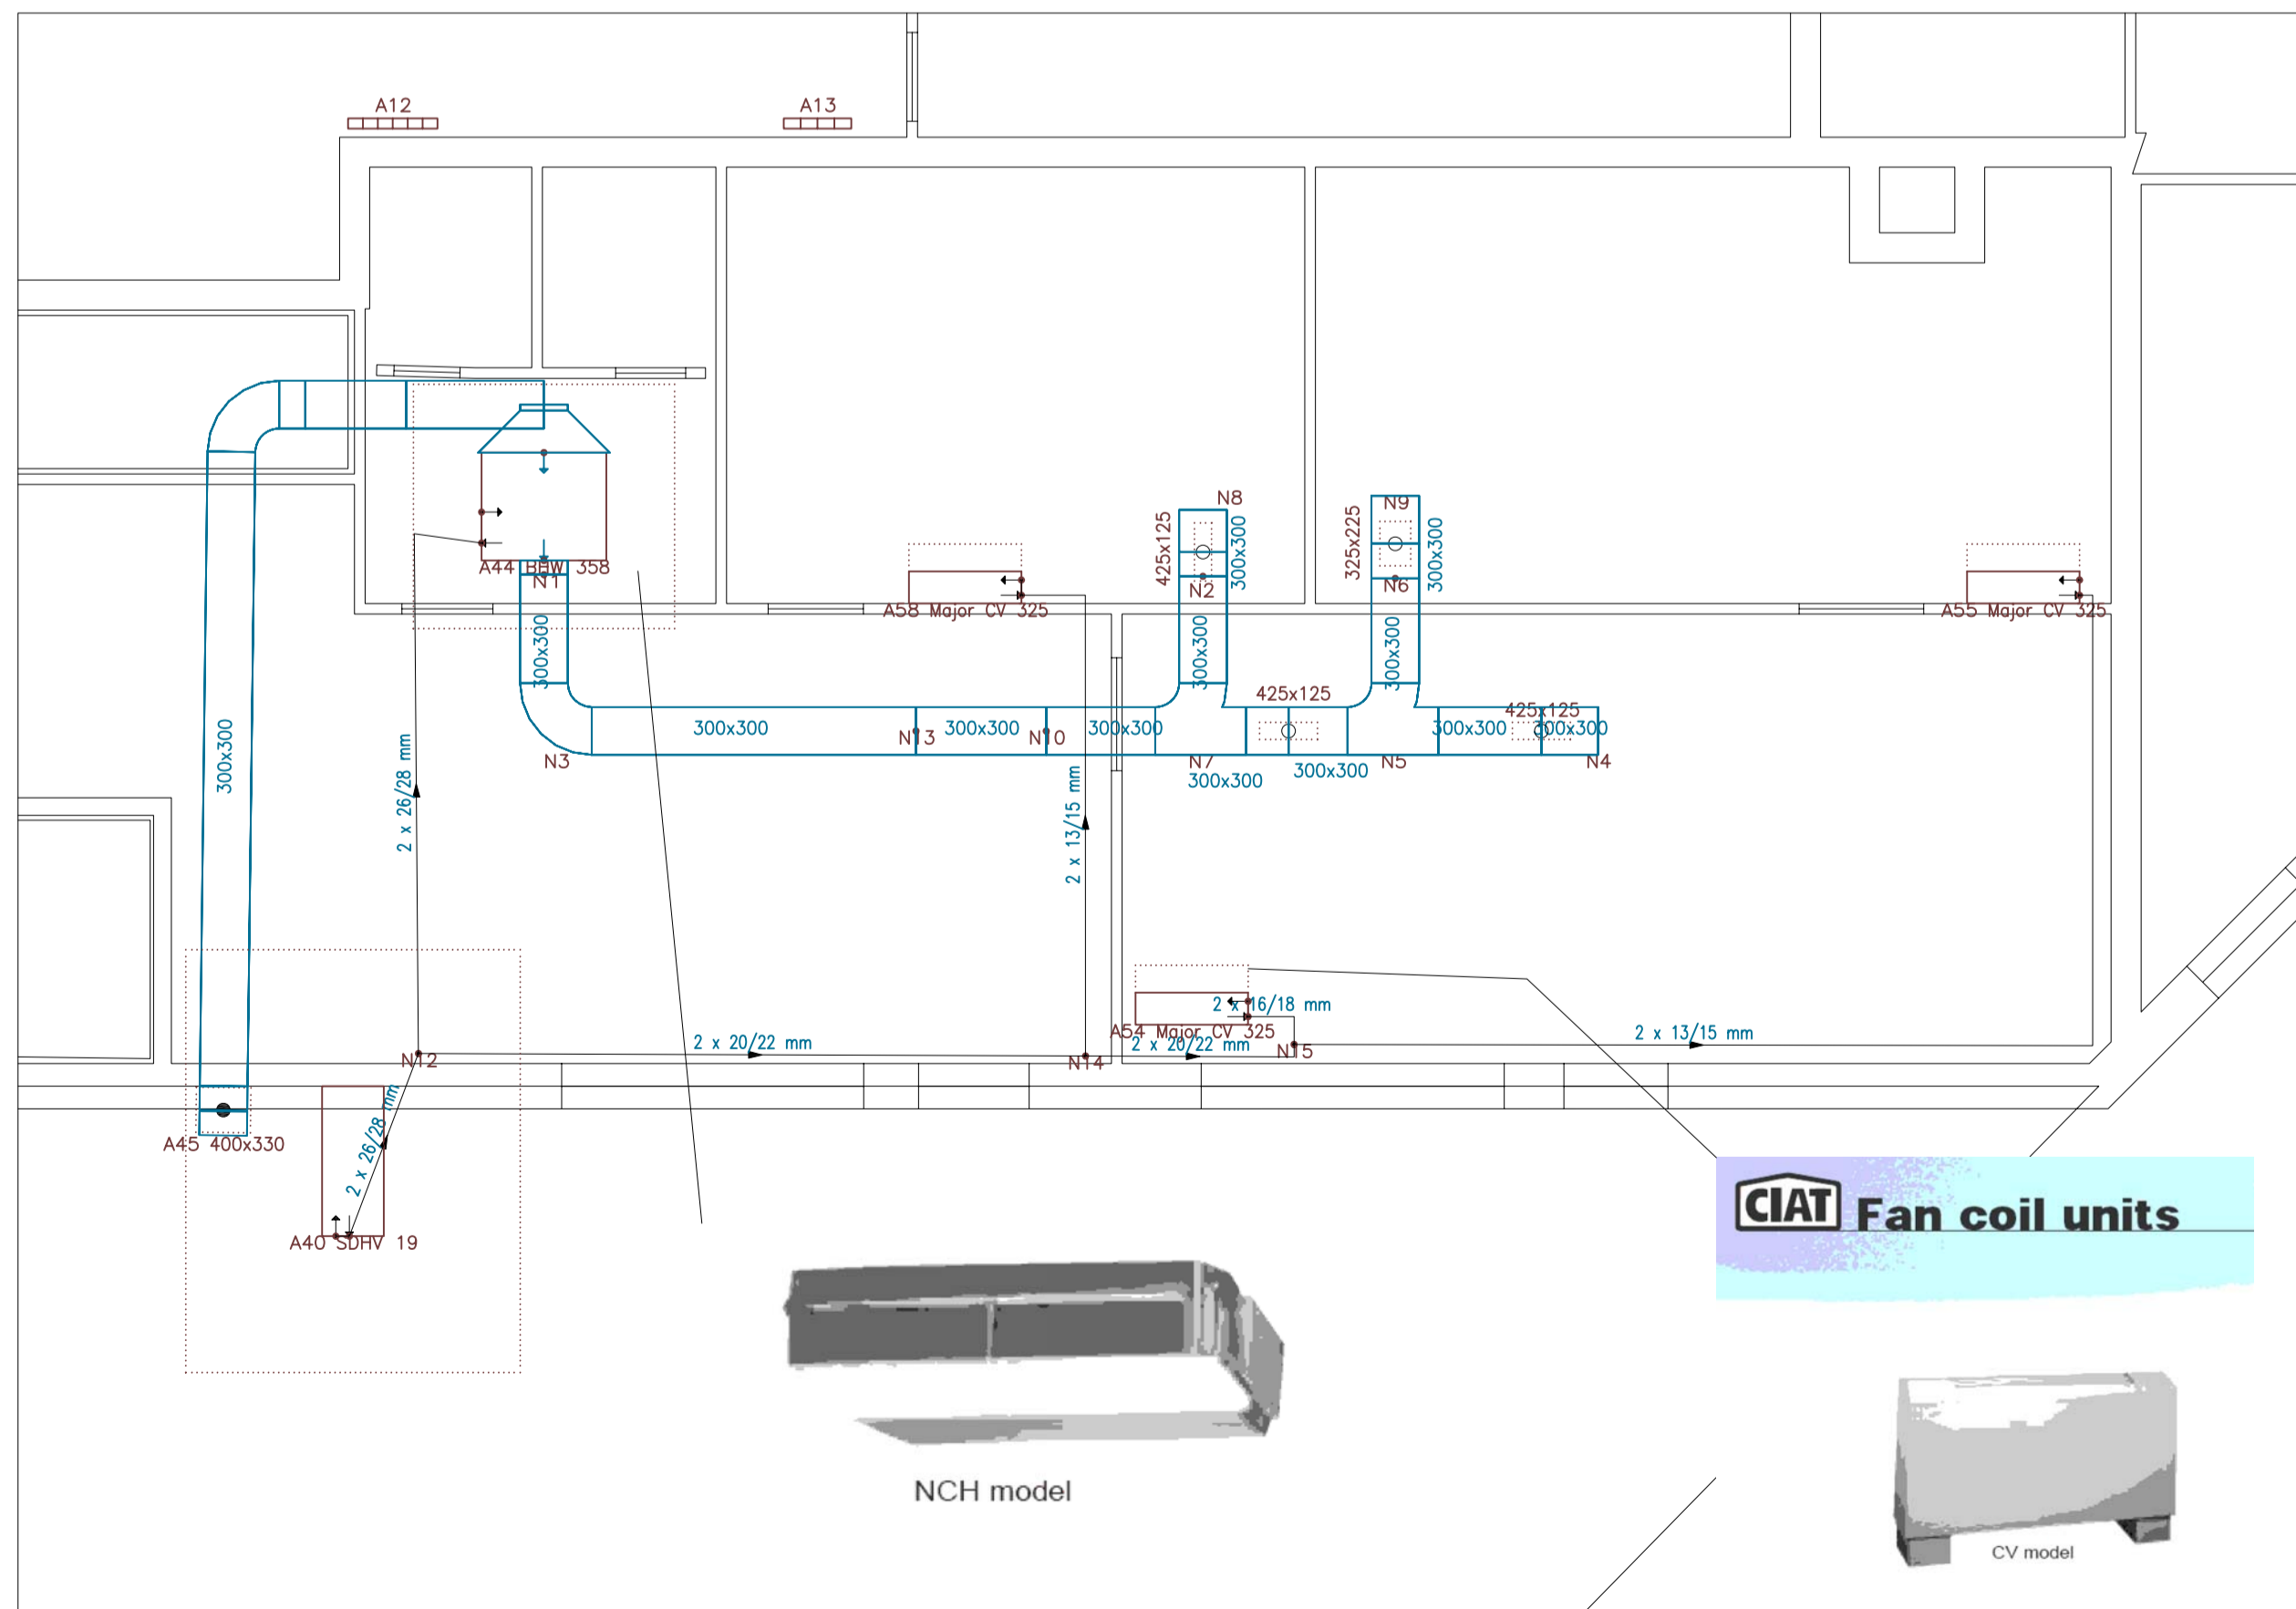 A12
A13
N8
N9
425x125
300x300
325x225
300x300
A44 BHW 358
N1
N2
N6
A58 Major CV 325
A55 Major CV 325
300x300
300x300
300x300
425x125
425x125
300x300
300x300
N13
300x300
N10
300x300
300x300
300x300
N3
N7
N5
N4
300x300
300x300
2 x 26/28 mm
2 x 13/15 mm
2 x 16/18 mm
A54 Major CV 325
2 x 20/22 mm
2 x 20/22 mm
2 x 13/15 mm
N12
N14
N15
A45 400x330
2 x 26/28 mm
A40 SDHV 19
CIAT Fan coil units
NCH model
CV model